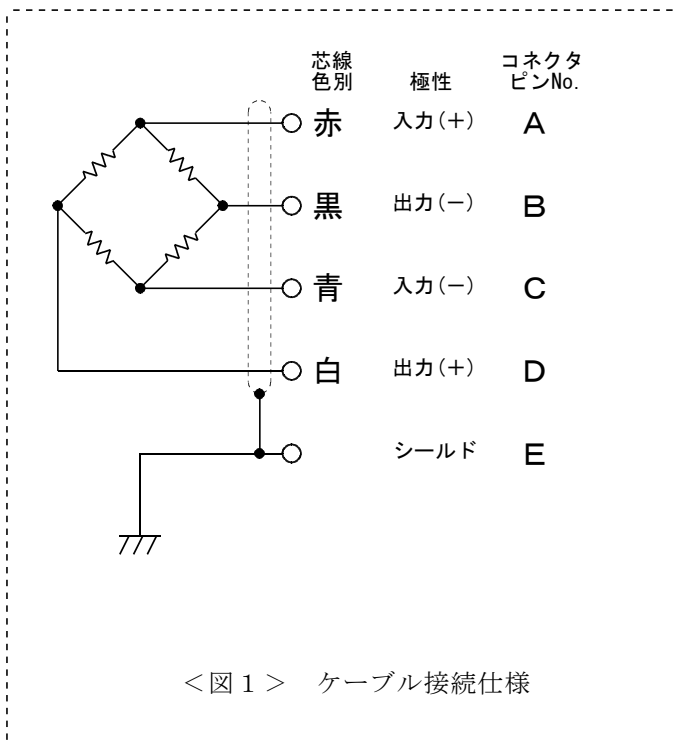 芯線 コネクタ
色別 極性 ピンNo.
赤 入力(+) A
黒 出力(-) B
青 入力(-) C
白 出力(+) D
シールド E
<図1> ケーブル接続仕様